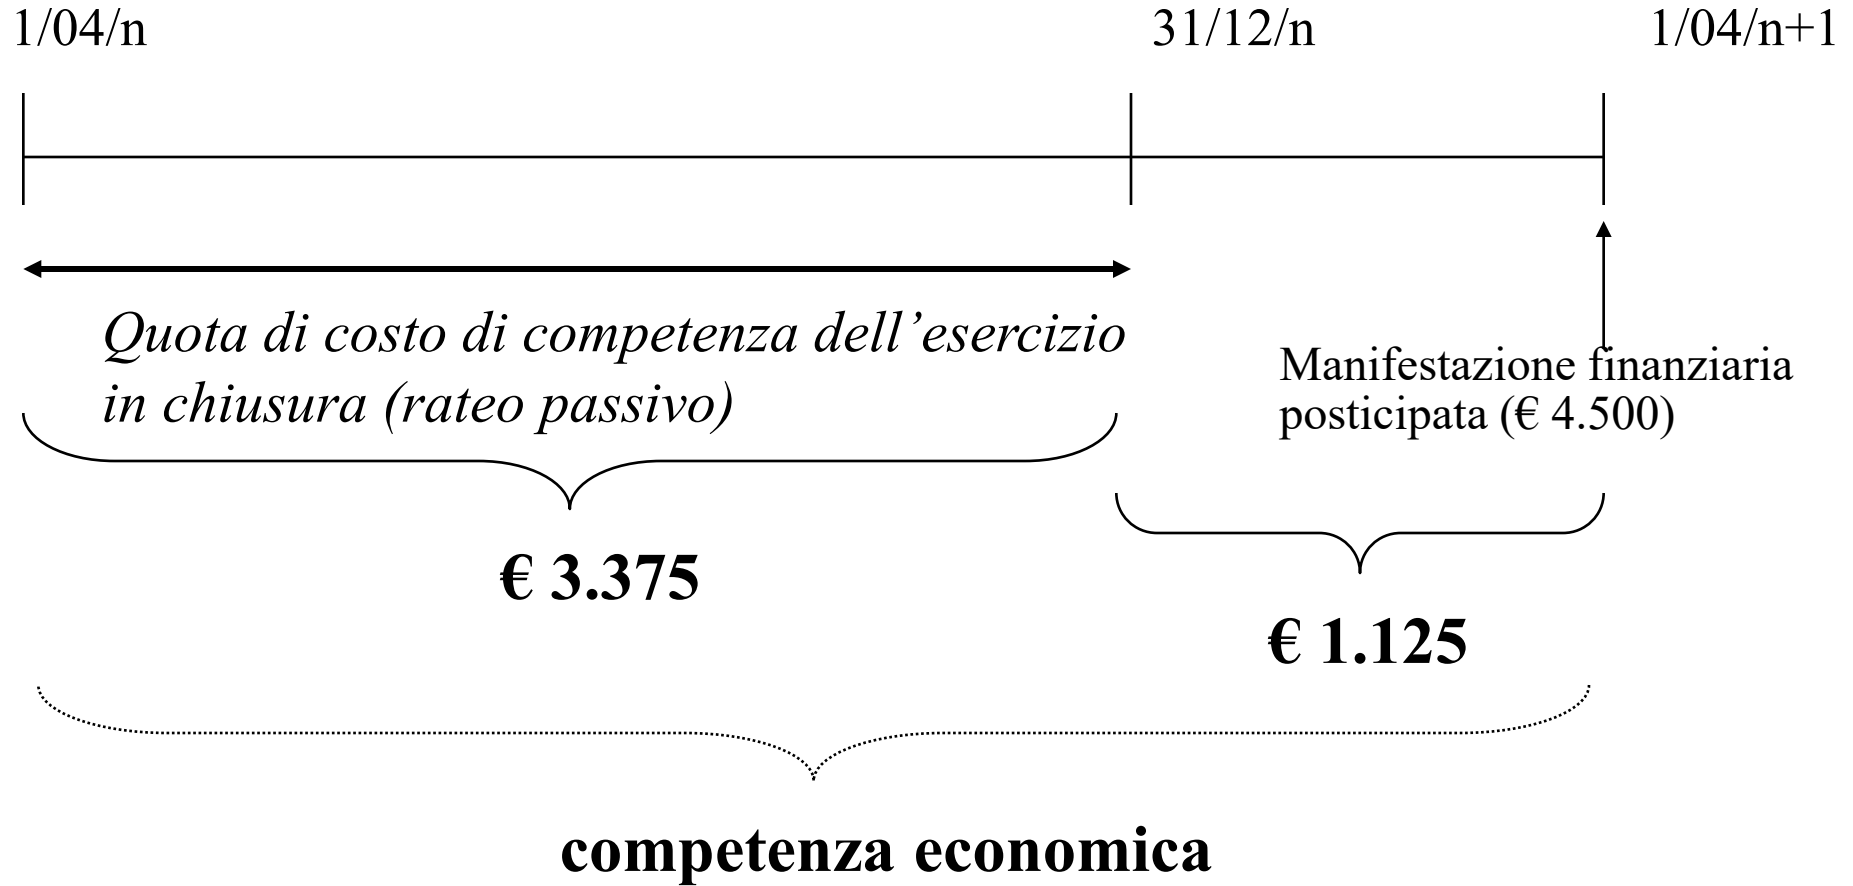 1/04/n
31/12/n
1/04/n+1
Quota di costo di competenza dell’esercizio
in chiusura (rateo passivo)
Manifestazione finanziaria
posticipata (€ 4.500)
€ 3.375
€ 1.125
competenza economica